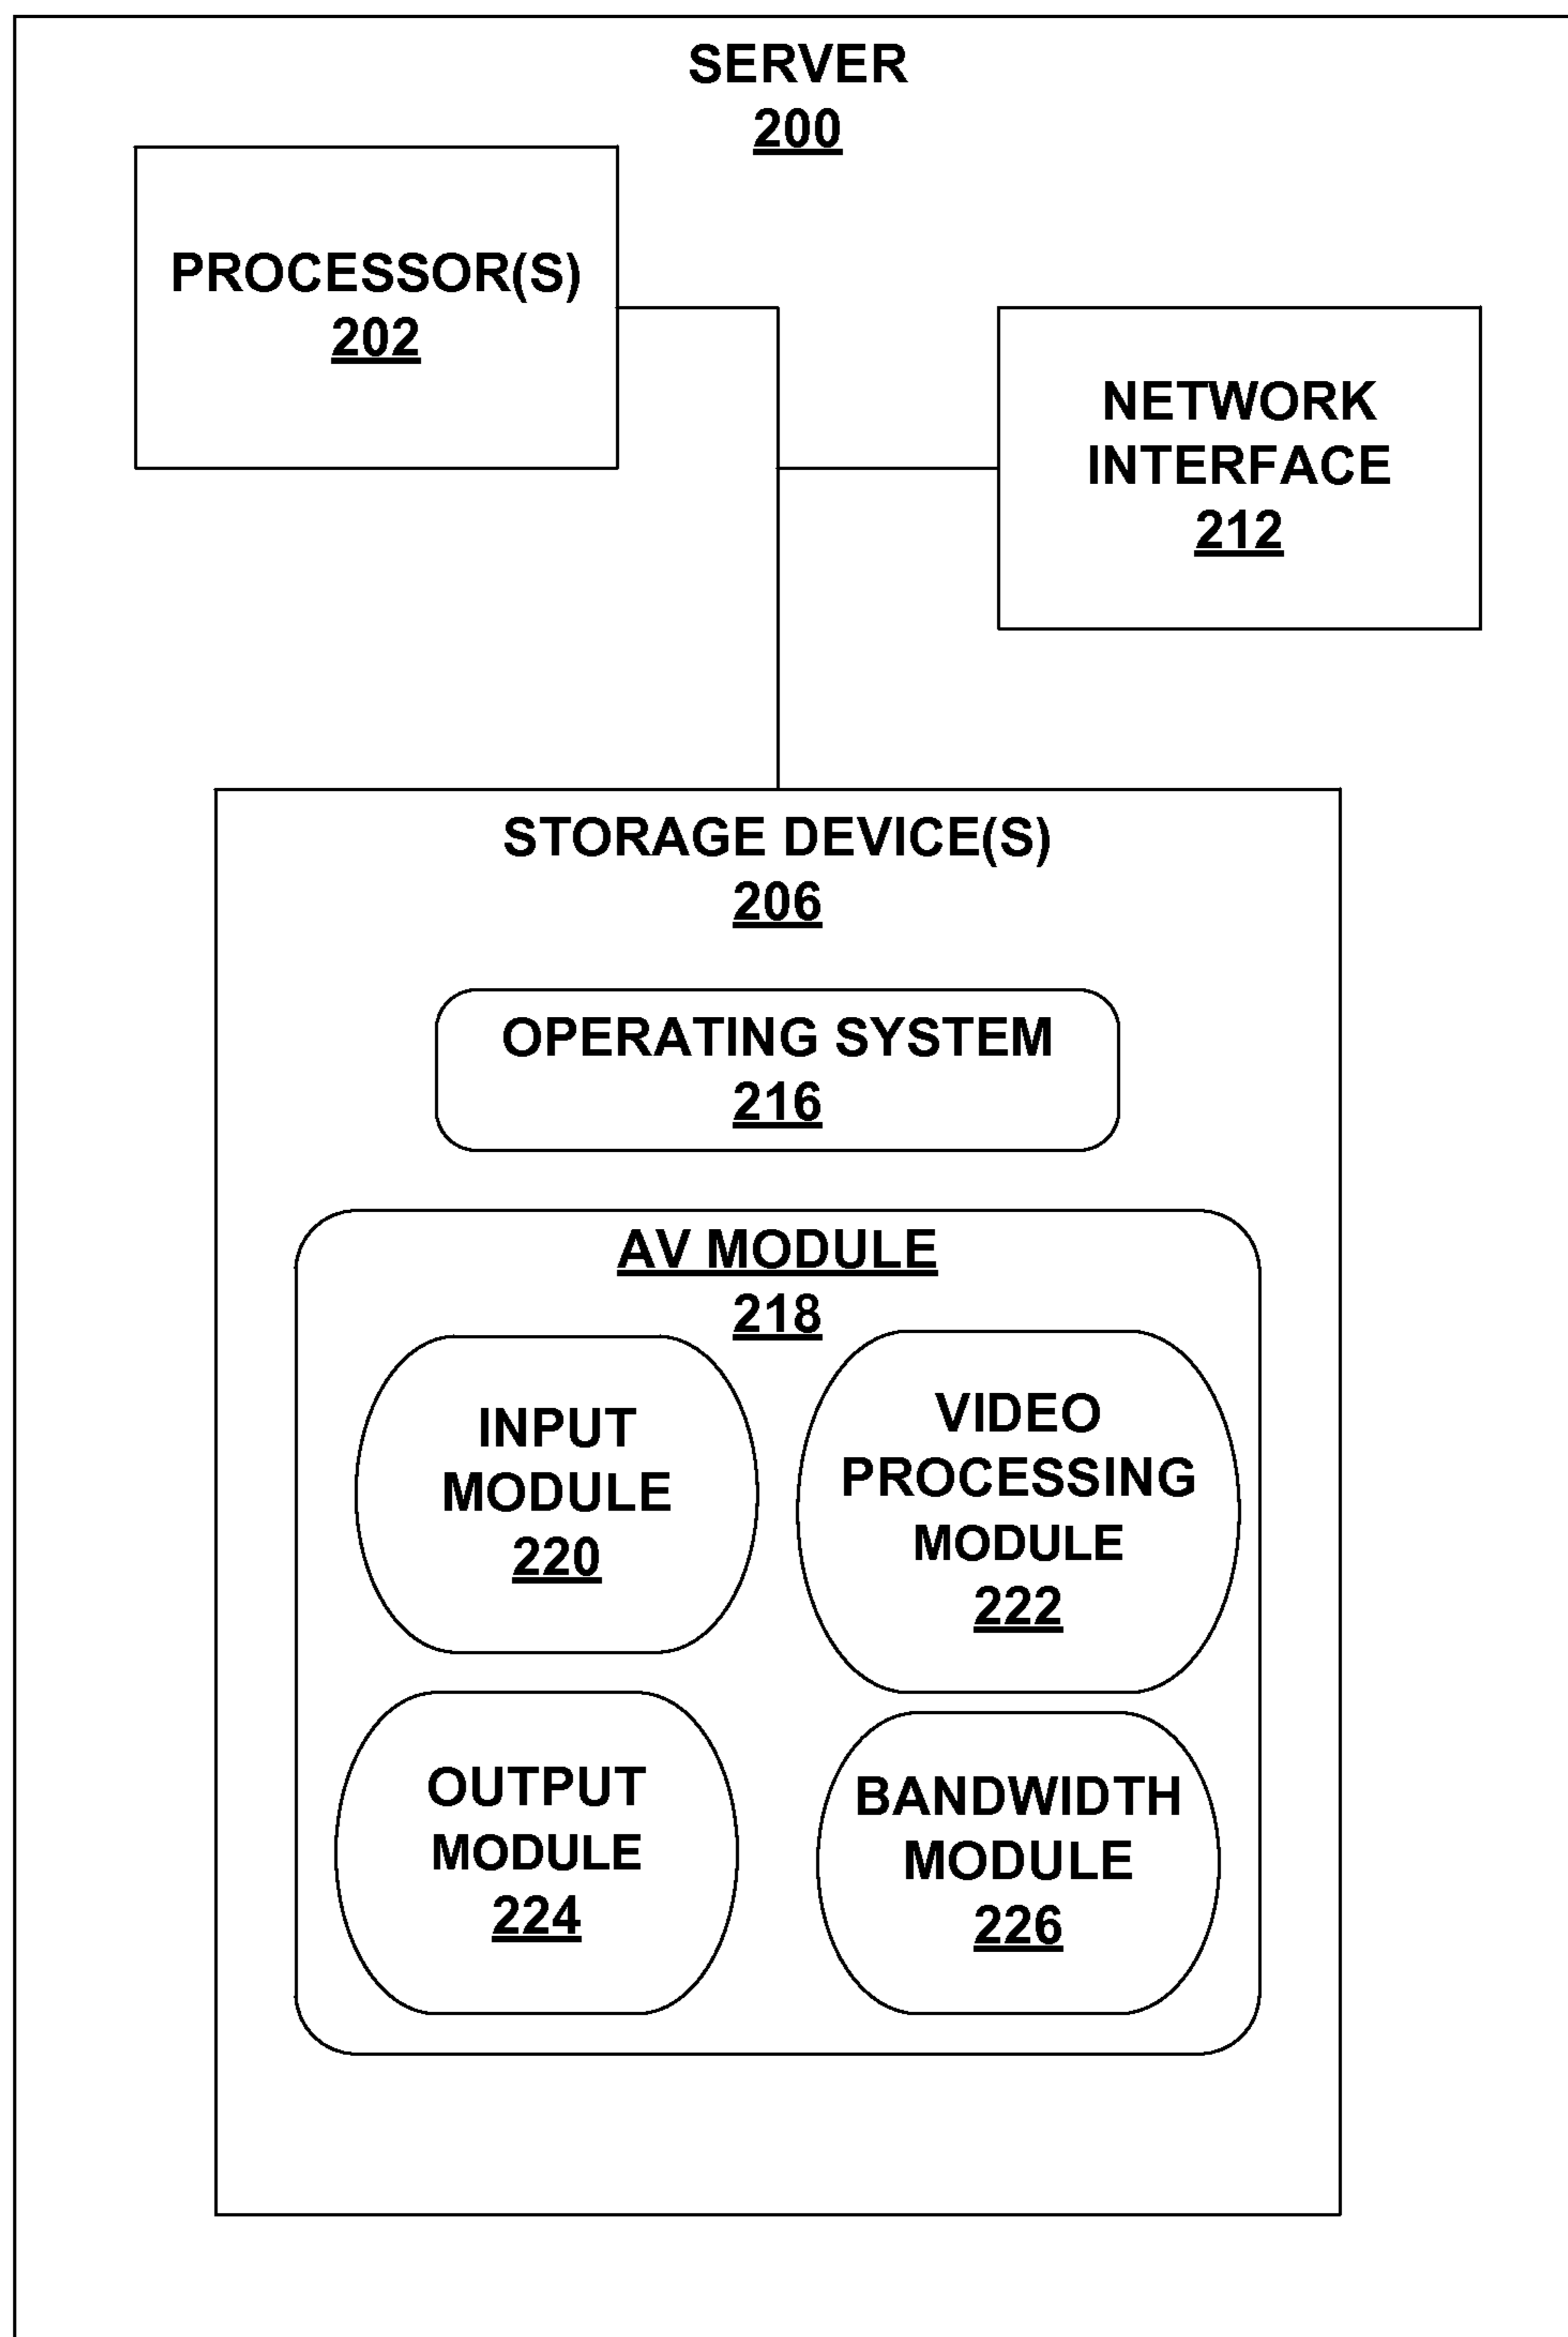 SERVER
200
PROCESSOR(S)
202
NETWORK
INTERFACE
212
STORAGE DEVICE(S)
206
OPERATING SYSTEM
216
AV MODULE
218
INPUT
MODULE
220
VIDEO
PROCESSING
MODULE
222
OUTPUT
MODULE
224
BANDWIDTH
MODULE
226